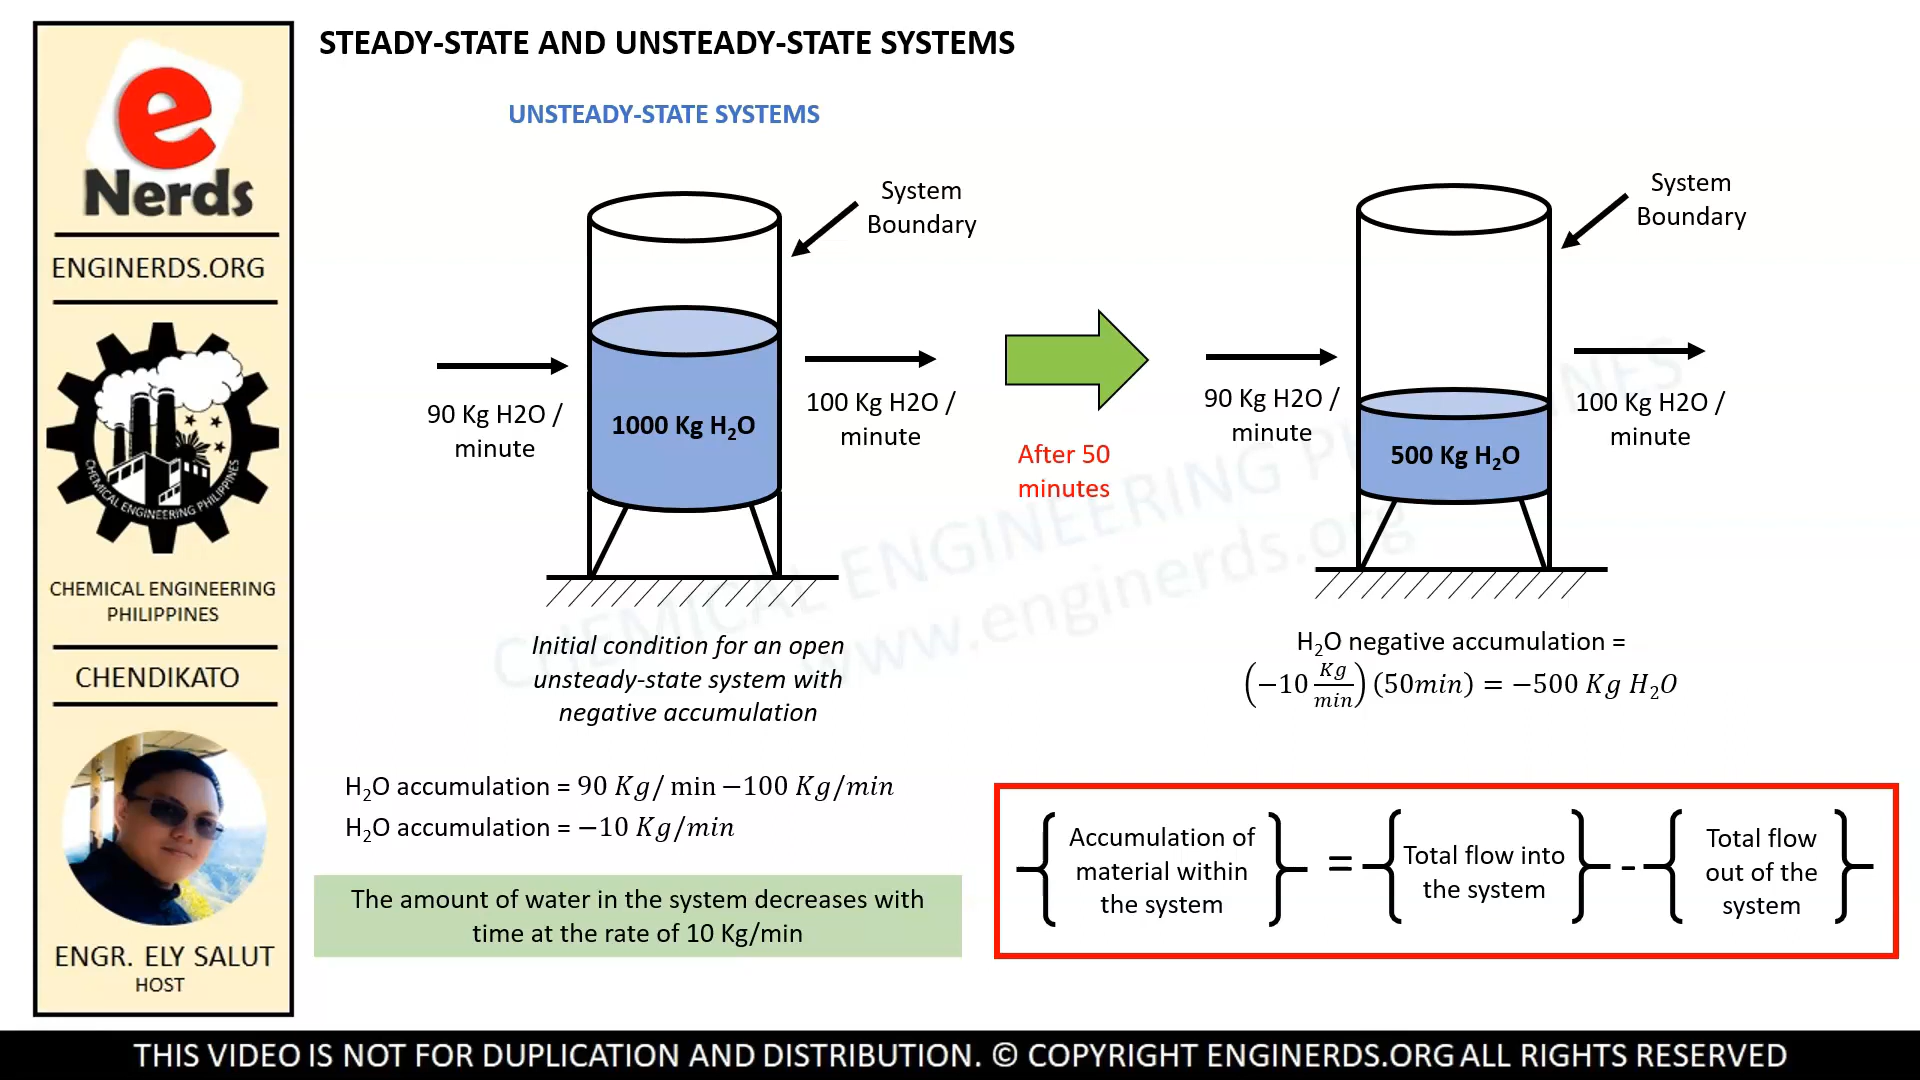 STEADY-STATE AND UNSTEADY-STATE SYSTEMS
UNSTEADY-STATE SYSTEMS
e
Nerds
ENGINERDS.ORG
CHEMICAL ENGINEERING PHILIPPINES
CHEMICAL ENGINEERING
PHILIPPINES
CHENDIKATO
ENGR. ELY SALUT
HOST
System
Boundary
90 Kg H2O /
minute
1000 Kg H₂O
100 Kg H2O /
minute
After 50
minutes
System
Boundary
90 Kg H2O /
minute
500 Kg H₂O
100 Kg H2O /
minute
CHEMICAL ENGINEERING PHILIPPINES
www.enginerds.org
Initial condition for an open
unsteady-state system with
negative accumulation
H₂O negative accumulation =
(−10 Kg/min) (50min) = −500 Kg H₂O
H₂O accumulation = 90 Kg/ min −100 Kg/min
H₂O accumulation = −10 Kg/min
The amount of water in the system decreases with
time at the rate of 10 Kg/min
{Accumulation of
material within
the system}
=
{Total flow into
the system}
-
{Total flow
out of the
system}
THIS VIDEO IS NOT FOR DUPLICATION AND DISTRIBUTION. © COPYRIGHT ENGINERDS.ORG ALL RIGHTS RESERVED